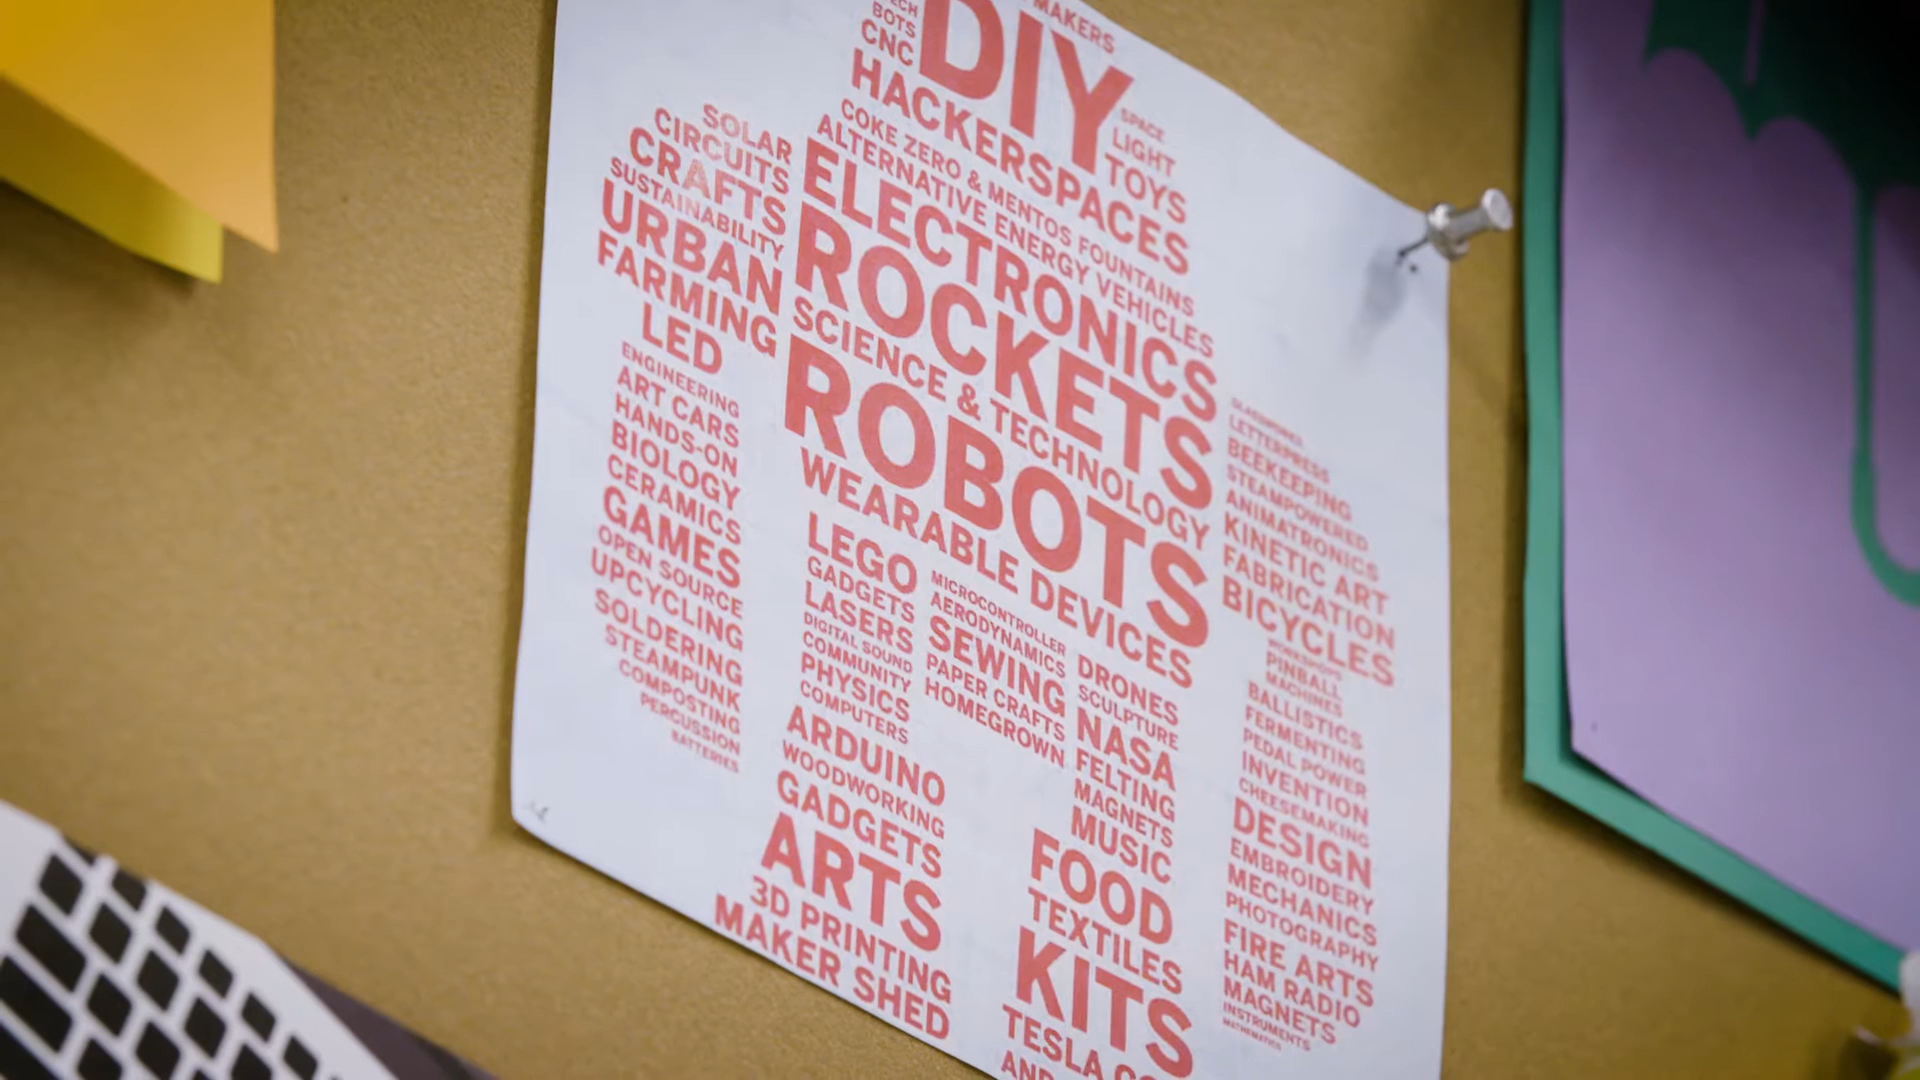 MAKERS
BOTS
CNC
DIY
HACKERSPACES
SPACE
LIGHT
TOYS
COKE ZERO & MENTOS FOUNTAINS
ALTERNATIVE ENERGY VEHICLES
ELECTRONICS
ROCKETS
SCIENCE & TECHNOLOGY
ROBOTS
WEARABLE DEVICES
SOLAR
CIRCUITS
CRAFTS
SUSTAINABILITY
URBAN
FARMING
LED
ENGINEERING
ART CARS
HANDS-ON
BIOLOGY
CERAMICS
GAMES
OPEN SOURCE
UPCYCLING
SOLDERING
STEAMPUNK
COMPOSTING
PERCUSSION
BATTERIES
LEGO
GADGETS
LASERS
DIGITAL SOUND
COMMUNITY
PHYSICS
COMPUTERS
ARDUINO
WOODWORKING
GADGETS
ARTS
3D PRINTING
MAKER SHED
MICROCONTROLLER
AERODYNAMICS
SEWING
PAPER CRAFTS
HOMEGROWN
DRONES
SCULPTURE
NASA
FELTING
MAGNETS
MUSIC
FOOD
TEXTILES
KITS
TESLA
LETTERPRESS
BEEKEEPING
STEAMPOWERED
ANIMATRONICS
KINETIC ART
FABRICATION
BICYCLES
PINBALL
MACHINES
BALLISTICS
FERMENTING
PEDAL POWER
INVENTION
CHEESEMAKING
DESIGN
EMBROIDERY
MECHANICS
PHOTOGRAPHY
FIRE ARTS
HAM RADIO
MAGNETS
INSTRUMENTS
MATHEMATICS